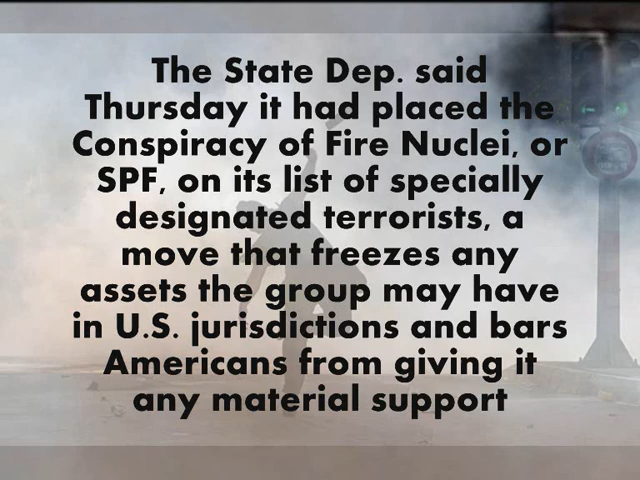 The State Dep. said
Thursday it had placed the
Conspiracy of Fire Nuclei, or
SPF, on its list of specially
designated terrorists, a
move that freezes any
assets the group may have
in U.S. jurisdictions and bars
Americans from giving it
any material support